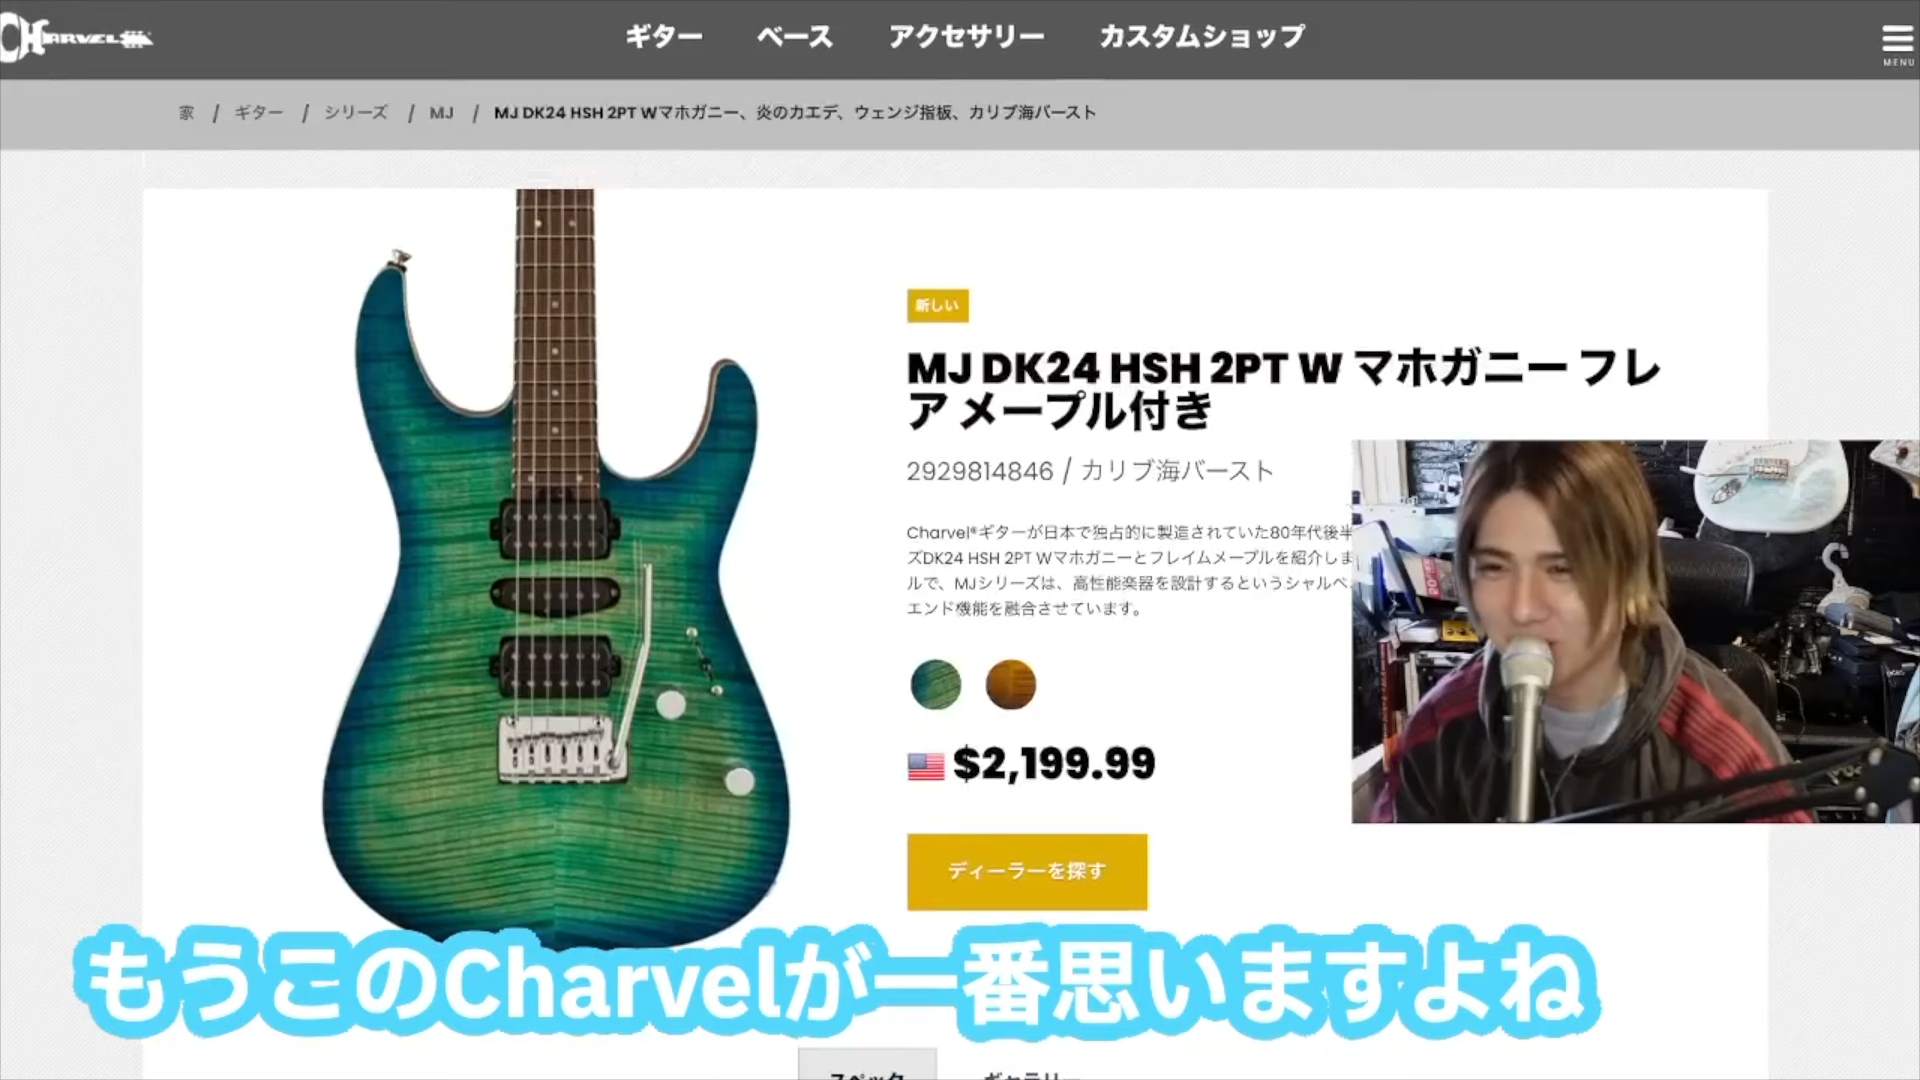 CHARVEL
ギター ベース アクセサリー カスタムショップ
MENU
家 / ギター / シリーズ / MJ / MJ DK24 HSH 2PT Wマホガニー、炎のカエデ、ウェンジ指板、カリブ海バースト
新しい
MJ DK24 HSH 2PT W マホガニー フレ
ア メープル付き
2929814846 / カリブ海バースト
Charvel®ギターが日本で独占的に製造されていた80年代後半
ズDK24 HSH 2PT Wマホガニーとフレイムメープルを紹介しま
ルで、MJシリーズは、高性能楽器を設計するというシャルベ
エンド機能を融合させています。
$2,199.99
ディーラーを探す
もうこのCharvelが一番思いますよね
スペック ギャラリー